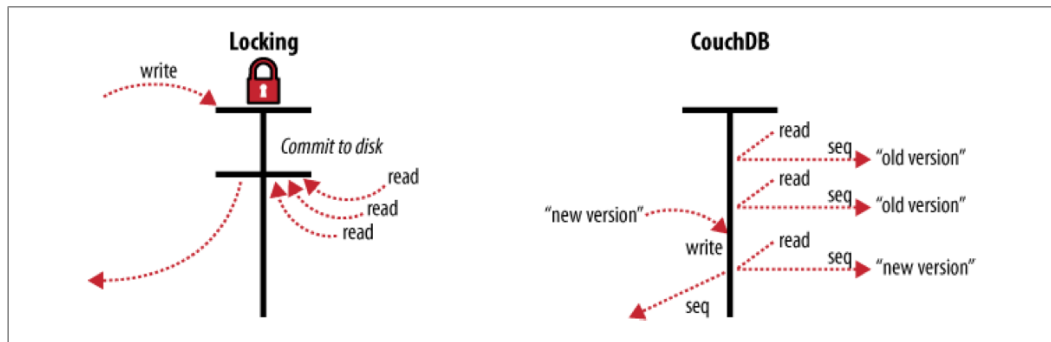 Locking
write
Commit to disk
read
read
read
CouchDB
read
seq
“old version”
read
seq
“old version”
“new version”
write
read
seq
“new version”
seq